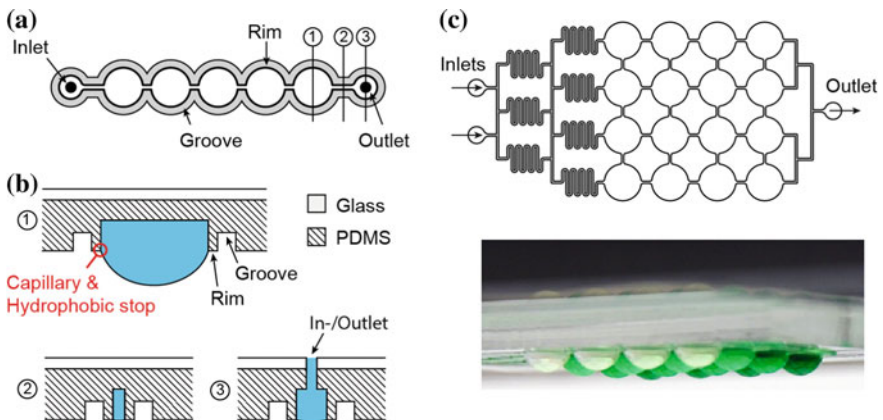 (a)
Rim
① ② ③
Inlet
Groove
Outlet
(b)
①
Glass
PDMS
Capillary &
Hydrophobic stop
Groove
Rim
In-/Outlet
②
③
(c)
Inlets
Outlet